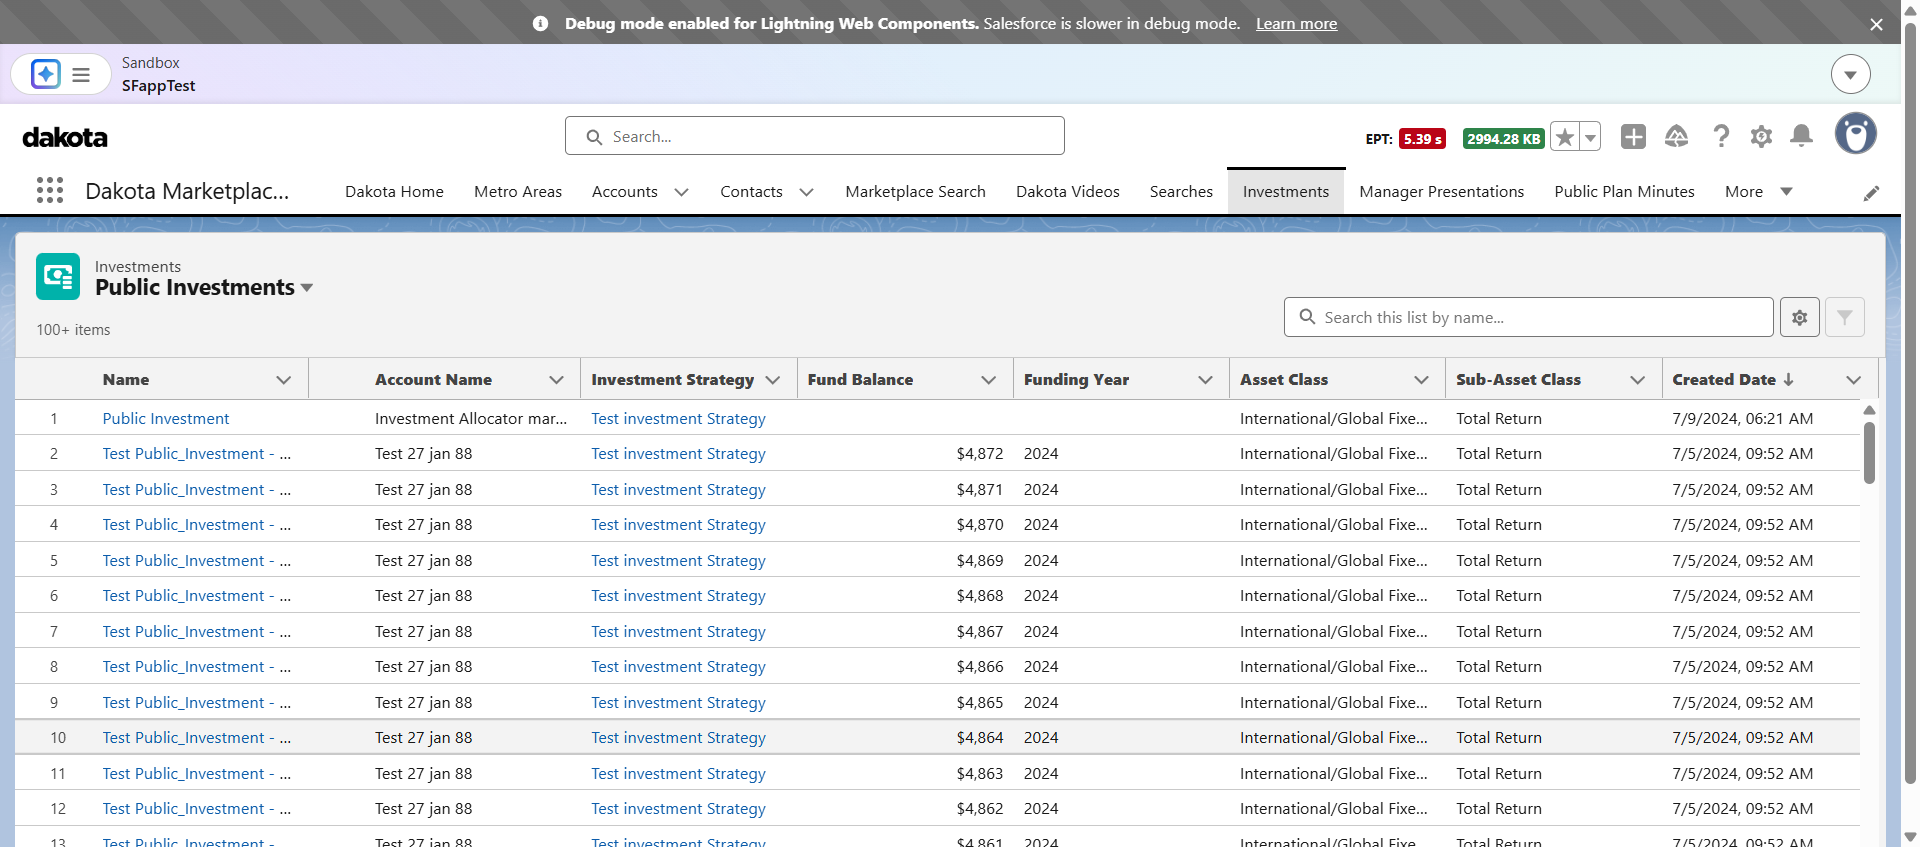 Debug mode enabled for Lightning Web Components. Salesforce is slower in debug mode. Learn more
Sandbox
SFappTest
dakota
Search...
EPT: 5.39 s 2994.28 KB
Dakota Marketplac...
Dakota Home Metro Areas Accounts Contacts Marketplace Search Dakota Videos Searches Investments Manager Presentations Public Plan Minutes More
Investments
Public Investments
100+ items
Search this list by name...
Name Account Name Investment Strategy Fund Balance Funding Year Asset Class Sub-Asset Class Created Date
1 Public Investment Investment Allocator mar... Test investment Strategy International/Global Fixe... Total Return 7/9/2024, 06:21 AM
2 Test Public_Investment - ... Test 27 jan 88 Test investment Strategy $4,872 2024 International/Global Fixe... Total Return 7/5/2024, 09:52 AM
3 Test Public_Investment - ... Test 27 jan 88 Test investment Strategy $4,871 2024 International/Global Fixe... Total Return 7/5/2024, 09:52 AM
4 Test Public_Investment - ... Test 27 jan 88 Test investment Strategy $4,870 2024 International/Global Fixe... Total Return 7/5/2024, 09:52 AM
5 Test Public_Investment - ... Test 27 jan 88 Test investment Strategy $4,869 2024 International/Global Fixe... Total Return 7/5/2024, 09:52 AM
6 Test Public_Investment - ... Test 27 jan 88 Test investment Strategy $4,868 2024 International/Global Fixe... Total Return 7/5/2024, 09:52 AM
7 Test Public_Investment - ... Test 27 jan 88 Test investment Strategy $4,867 2024 International/Global Fixe... Total Return 7/5/2024, 09:52 AM
8 Test Public_Investment - ... Test 27 jan 88 Test investment Strategy $4,866 2024 International/Global Fixe... Total Return 7/5/2024, 09:52 AM
9 Test Public_Investment - ... Test 27 jan 88 Test investment Strategy $4,865 2024 International/Global Fixe... Total Return 7/5/2024, 09:52 AM
10 Test Public_Investment - ... Test 27 jan 88 Test investment Strategy $4,864 2024 International/Global Fixe... Total Return 7/5/2024, 09:52 AM
11 Test Public_Investment - ... Test 27 jan 88 Test investment Strategy $4,863 2024 International/Global Fixe... Total Return 7/5/2024, 09:52 AM
12 Test Public_Investment - ... Test 27 jan 88 Test investment Strategy $4,862 2024 International/Global Fixe... Total Return 7/5/2024, 09:52 AM
13 Test Public_Investment - ... Test 27 jan 88 Test investment Strategy $4,861 2024 International/Global Fixe... Total Return 7/5/2024, 09:52 AM